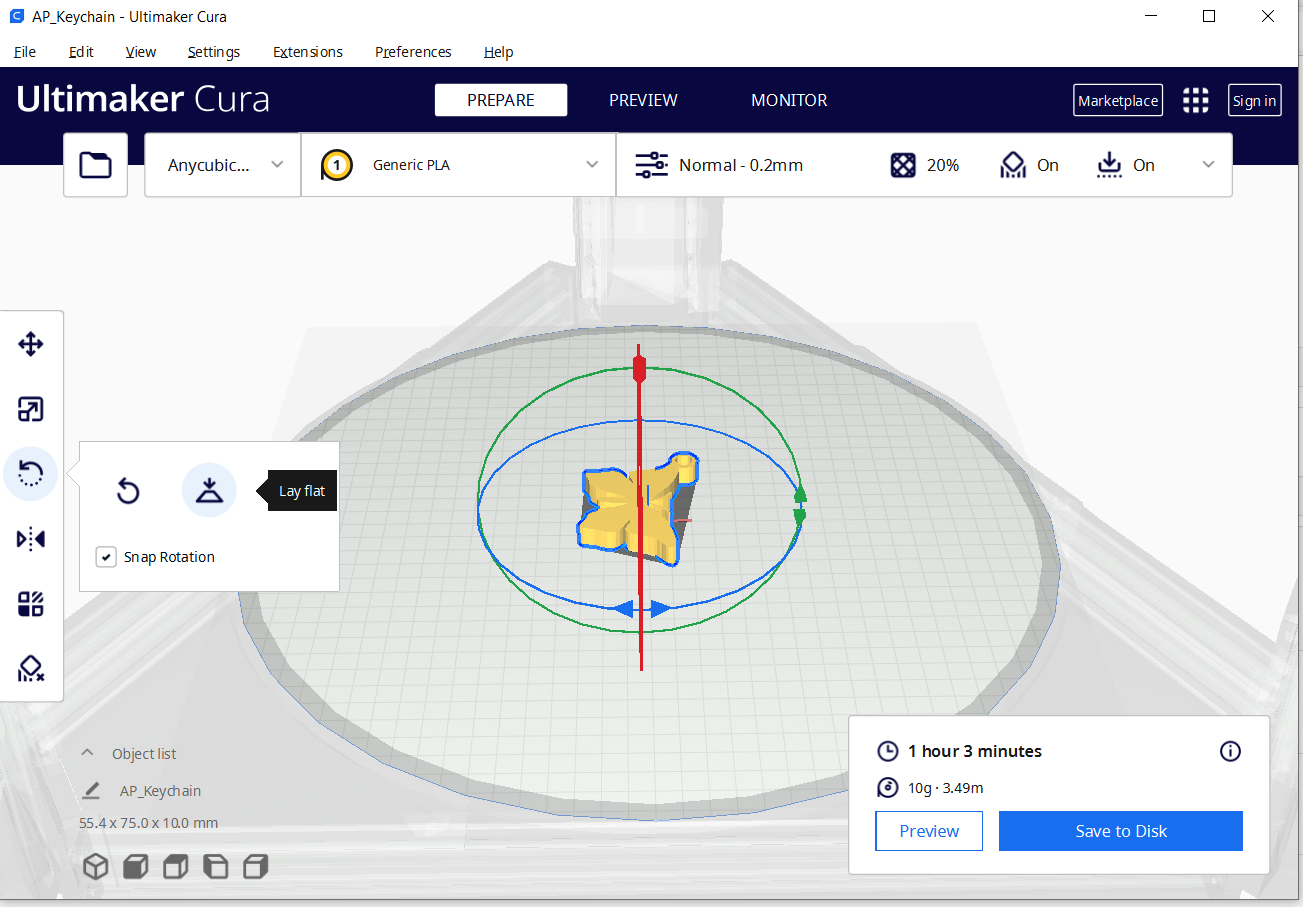 AP_Keychain - Ultimaker Cura
File Edit View Settings Extensions Preferences Help
Ultimaker Cura PREPARE PREVIEW MONITOR Marketplace Sign in
Anycubic... 1 Generic PLA Normal - 0.2mm 20% On On
Lay flat
Snap Rotation
1 hour 3 minutes
10g · 3.49m
Preview Save to Disk
Object list
AP_Keychain
55.4 x 75.0 x 10.0 mm